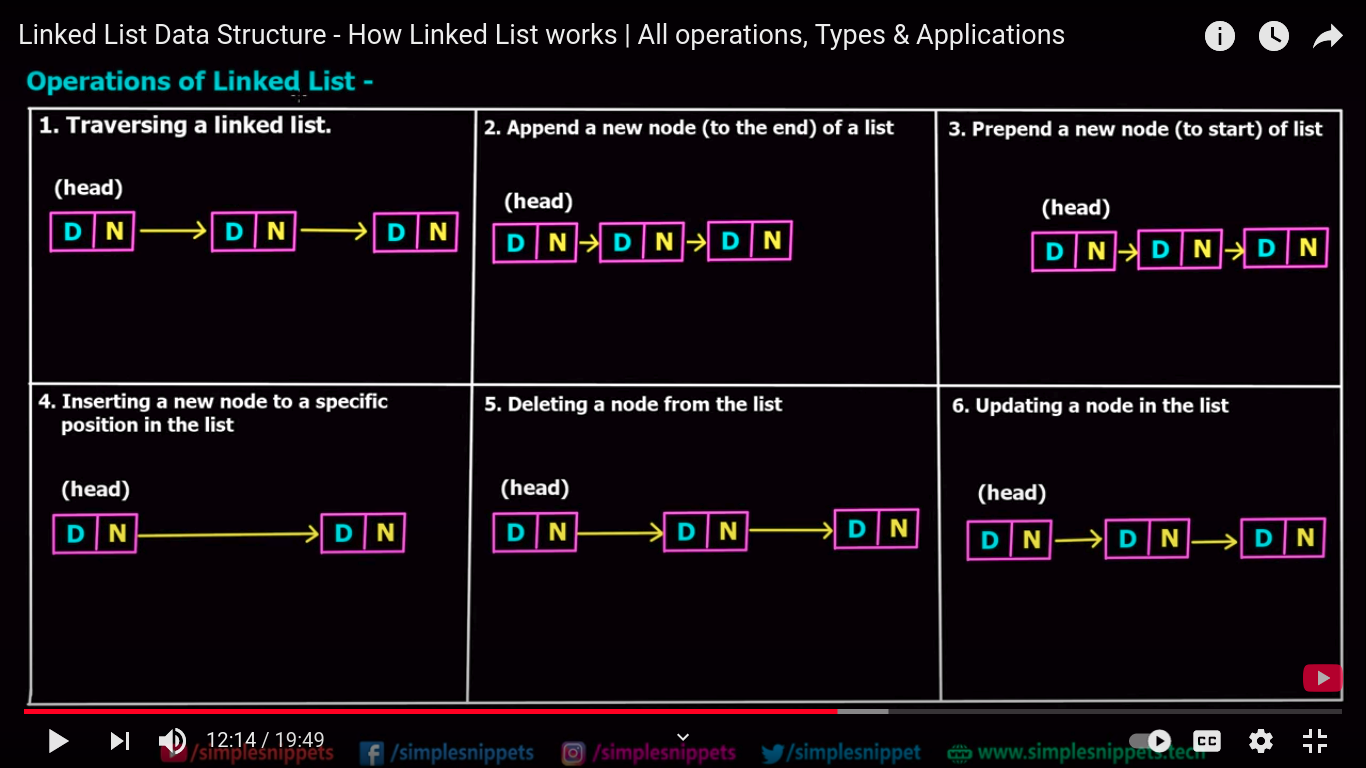 Linked List Data Structure - How Linked List works | All operations, Types & Applications
Operations of Linked List -
1. Traversing a linked list.
(head)
D N D N D N
2. Append a new node (to the end) of a list
(head)
D N D N D N
3. Prepend a new node (to start) of list
(head)
D N D N D N
4. Inserting a new node to a specific
position in the list
(head)
D N D N
5. Deleting a node from the list
(head)
D N D N D N
6. Updating a node in the list
(head)
D N D N D N
12:14 / 19:49
/simplesnippets /simplesnippets /simplesnippets /simplesnippet www.simplesnippets.tech
CC